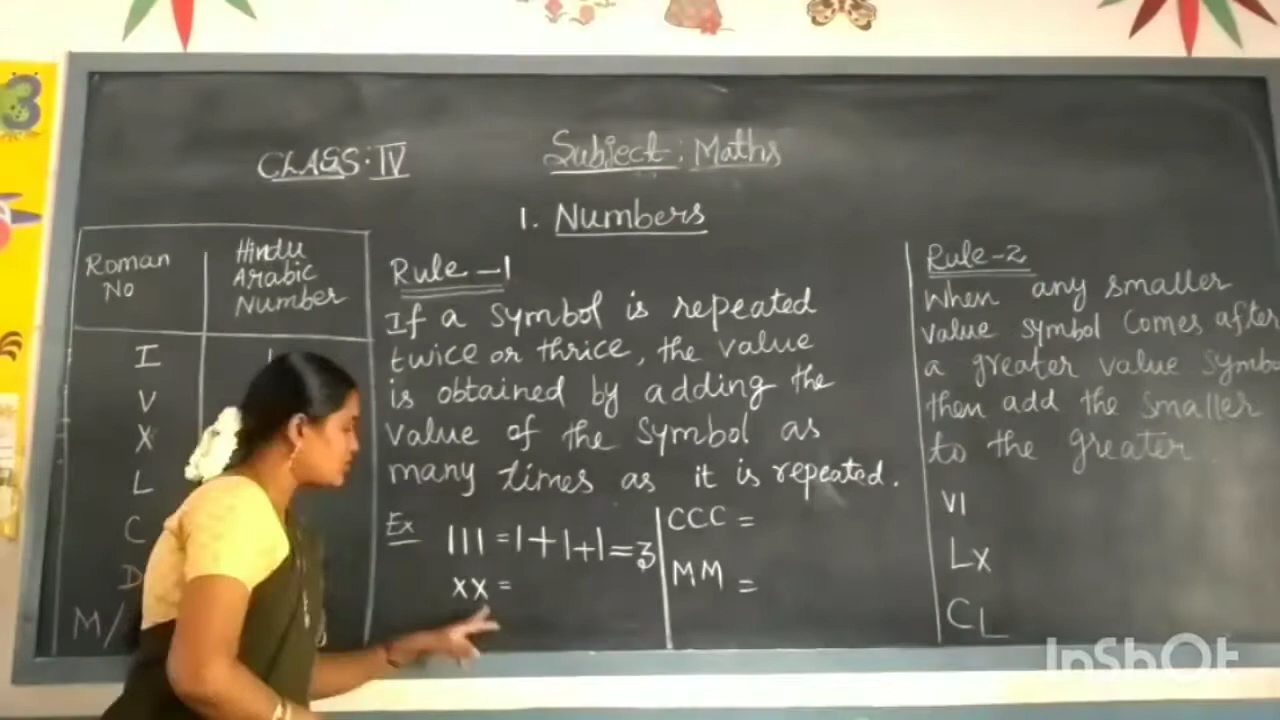 CLASS: IV
Subject: Maths
1. Numbers
Roman
No
Hindu
Arabic
Number
I
V
X
L
C
D
M/
Rule-1
If a symbol is repeated
twice or thrice, the value
is obtained by adding the
value of the symbol as
many times as it is repeated.
Ex
III = 1+1+1=3
XX =
CCC =
MM =
Rule-2
When any smaller
value symbol comes after
a greater value symbo
then add the smaller
to the greater.
VI
LX
CL
InShOt